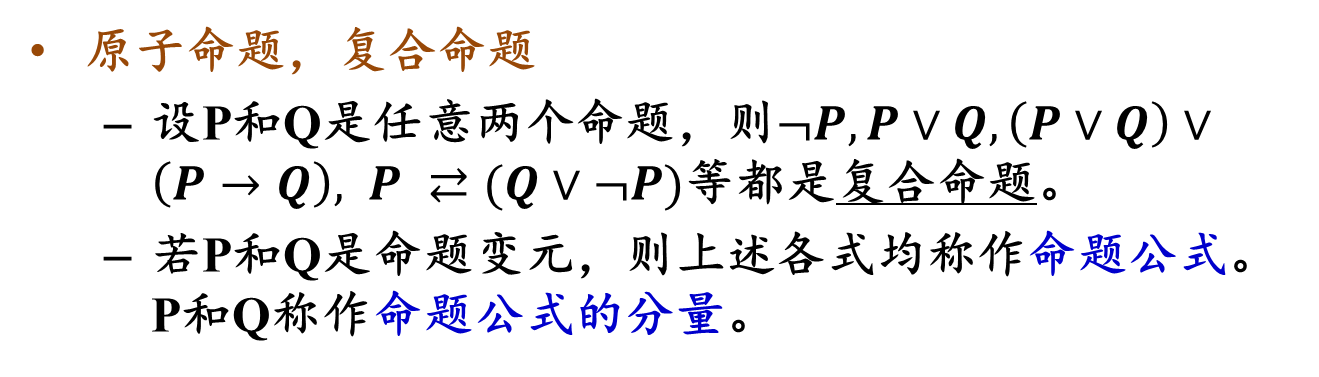 • 原子命题，复合命题
– 设P和Q是任意两个命题，则¬P, P ∨ Q, (P ∨ Q) ∨
(P → Q), P ⇄ (Q ∨ ¬P)等都是复合命题。
– 若P和Q是命题变元，则上述各式均称作命题公式。
P和Q称作命题公式的分量。